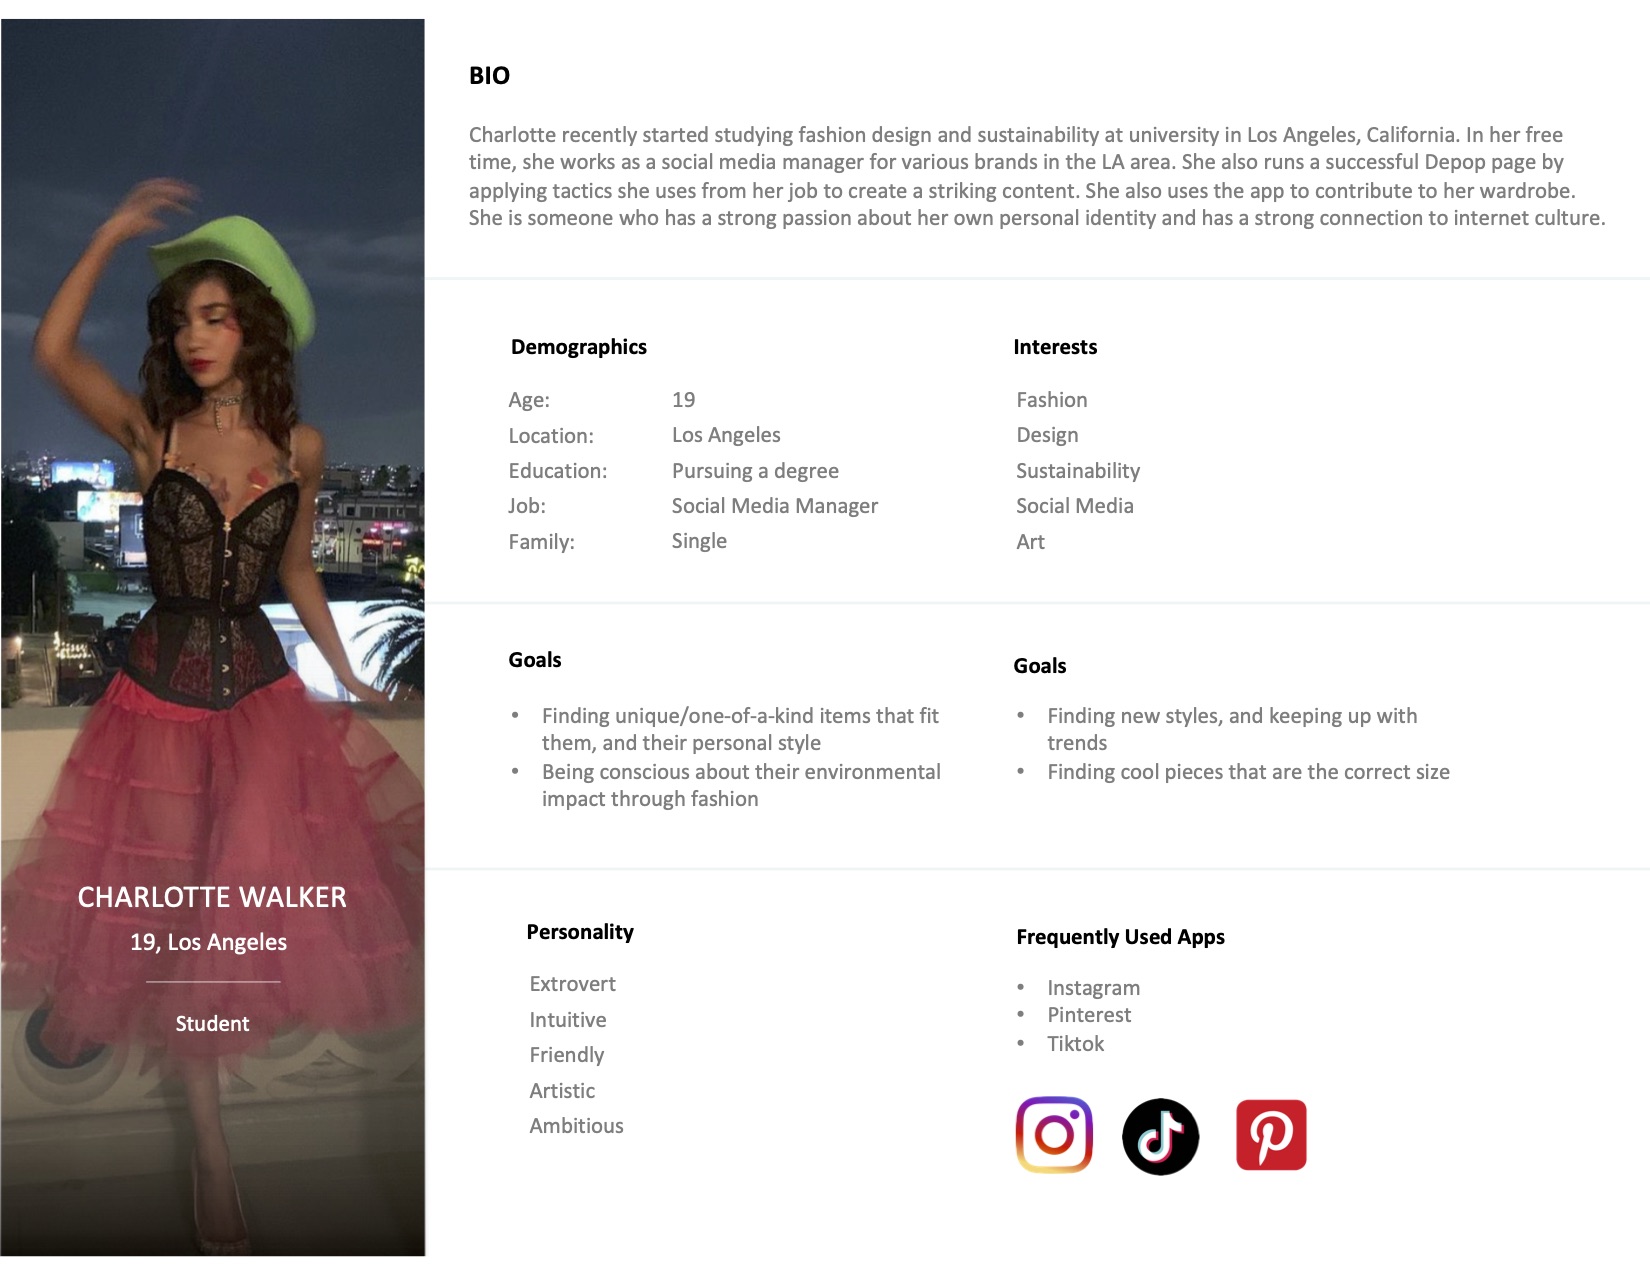 BIO
Charlotte recently started studying fashion design and sustainability at university in Los Angeles, California. In her free
time, she works as a social media manager for various brands in the LA area. She also runs a successful Depop page by
applying tactics she uses from her job to create a striking content. She also uses the app to contribute to her wardrobe.
She is someone who has a strong passion about her own personal identity and has a strong connection to internet culture.
Demographics
Age: 19
Location: Los Angeles
Education: Pursuing a degree
Job: Social Media Manager
Family: Single
Interests
Fashion
Design
Sustainability
Social Media
Art
Goals
• Finding unique/one-of-a-kind items that fit
them, and their personal style
• Being conscious about their environmental
impact through fashion
Goals
• Finding new styles, and keeping up with
trends
• Finding cool pieces that are the correct size
CHARLOTTE WALKER
19, Los Angeles
Student
Personality
Extrovert
Intuitive
Friendly
Artistic
Ambitious
Frequently Used Apps
• Instagram
• Pinterest
• Tiktok